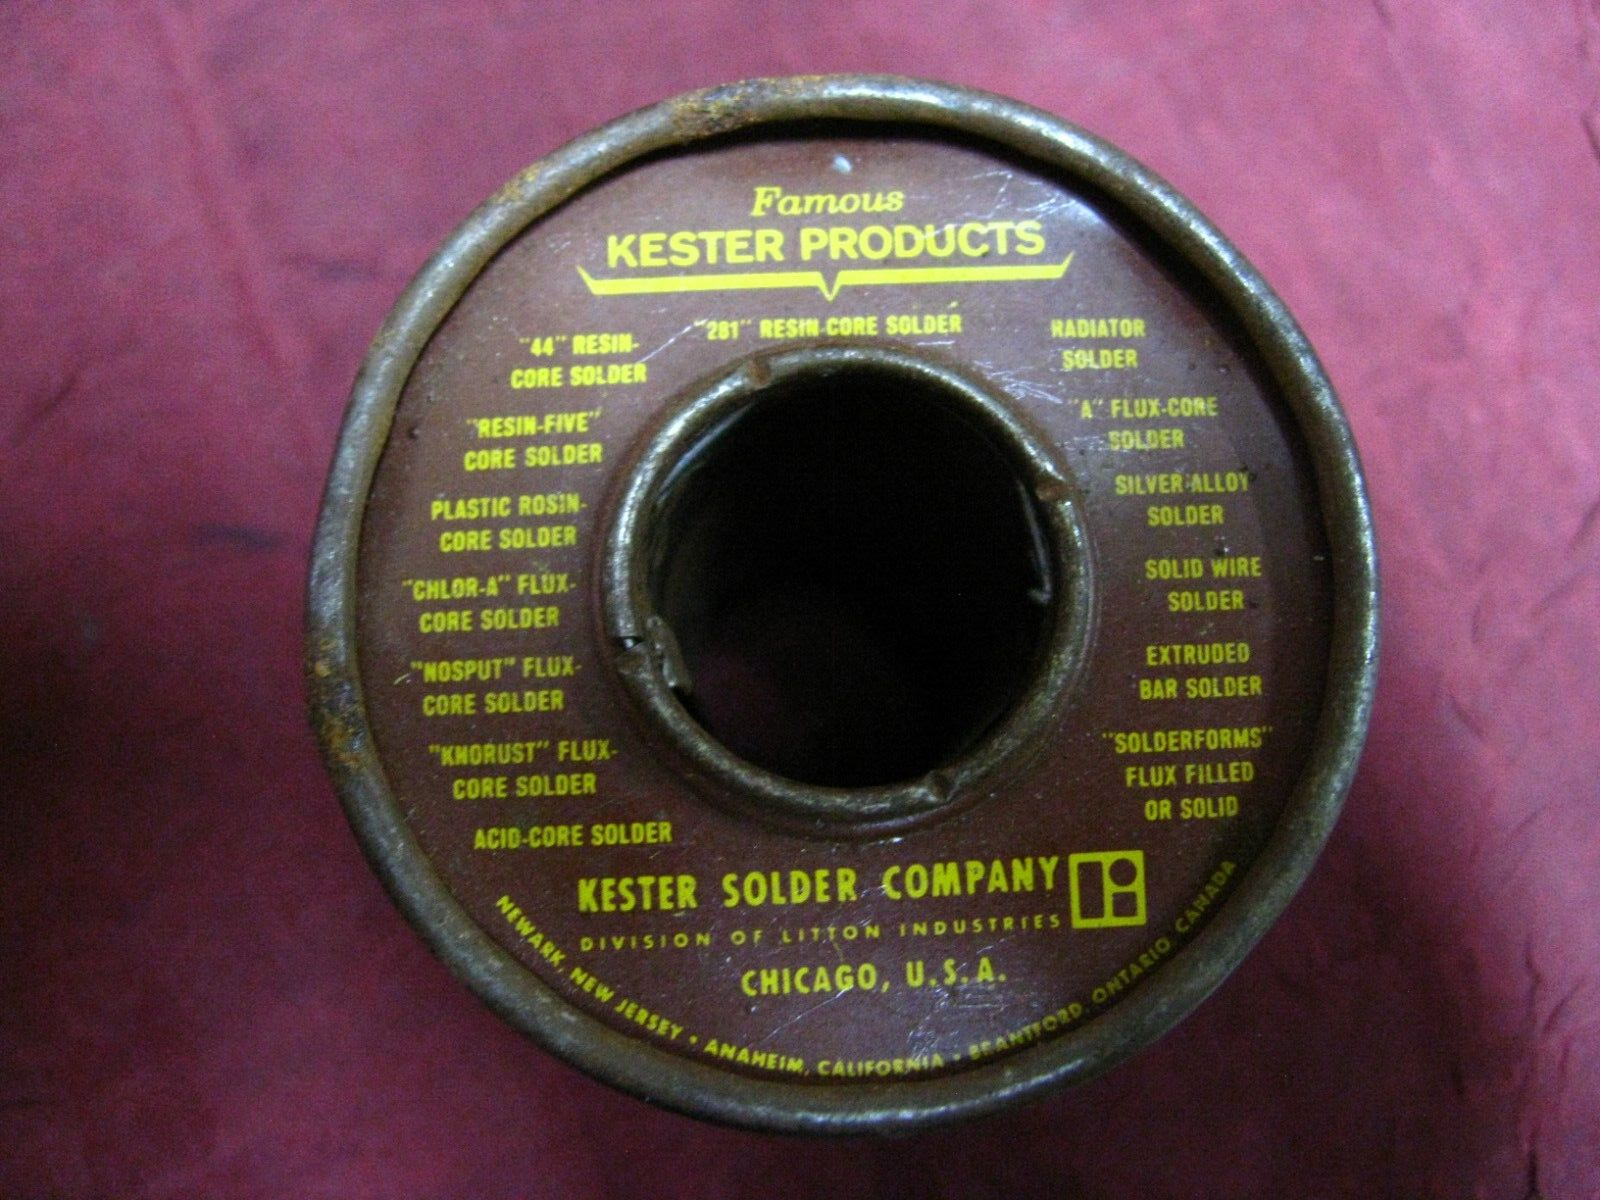 Famous
KESTER PRODUCTS
"281" RESIN-CORE SOLDER
"44" RESIN-
CORE SOLDER
"RESIN-FIVE"
CORE SOLDER
PLASTIC ROSIN-
CORE SOLDER
"CHLOR-A" FLUX-
CORE SOLDER
"NOSPUT" FLUX-
CORE SOLDER
"KNORUST" FLUX-
CORE SOLDER
ACID-CORE SOLDER
RADIATOR
SOLDER
"A" FLUX-CORE
SOLDER
SILVER-ALLOY
SOLDER
SOLID WIRE
SOLDER
EXTRUDED
BAR SOLDER
"SOLDERFORMS"
FLUX FILLED
OR SOLID
KESTER SOLDER COMPANY
DIVISION OF LITTON INDUSTRIES
CHICAGO, U.S.A.
NEWARK, NEW JERSEY • ANAHEIM, CALIFORNIA • BRANTFORD, ONTARIO CANADA